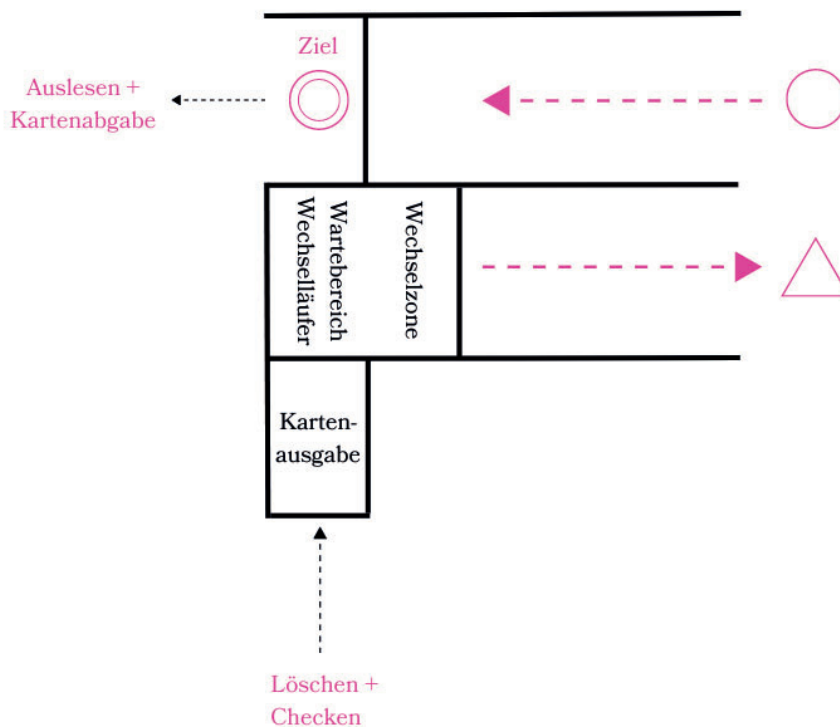 Ziel
Auslesen +
Kartenabgabe
Wartebereich
Wechselläufer
Wechselzone
Karten-
ausgabe
Löschen +
Checken